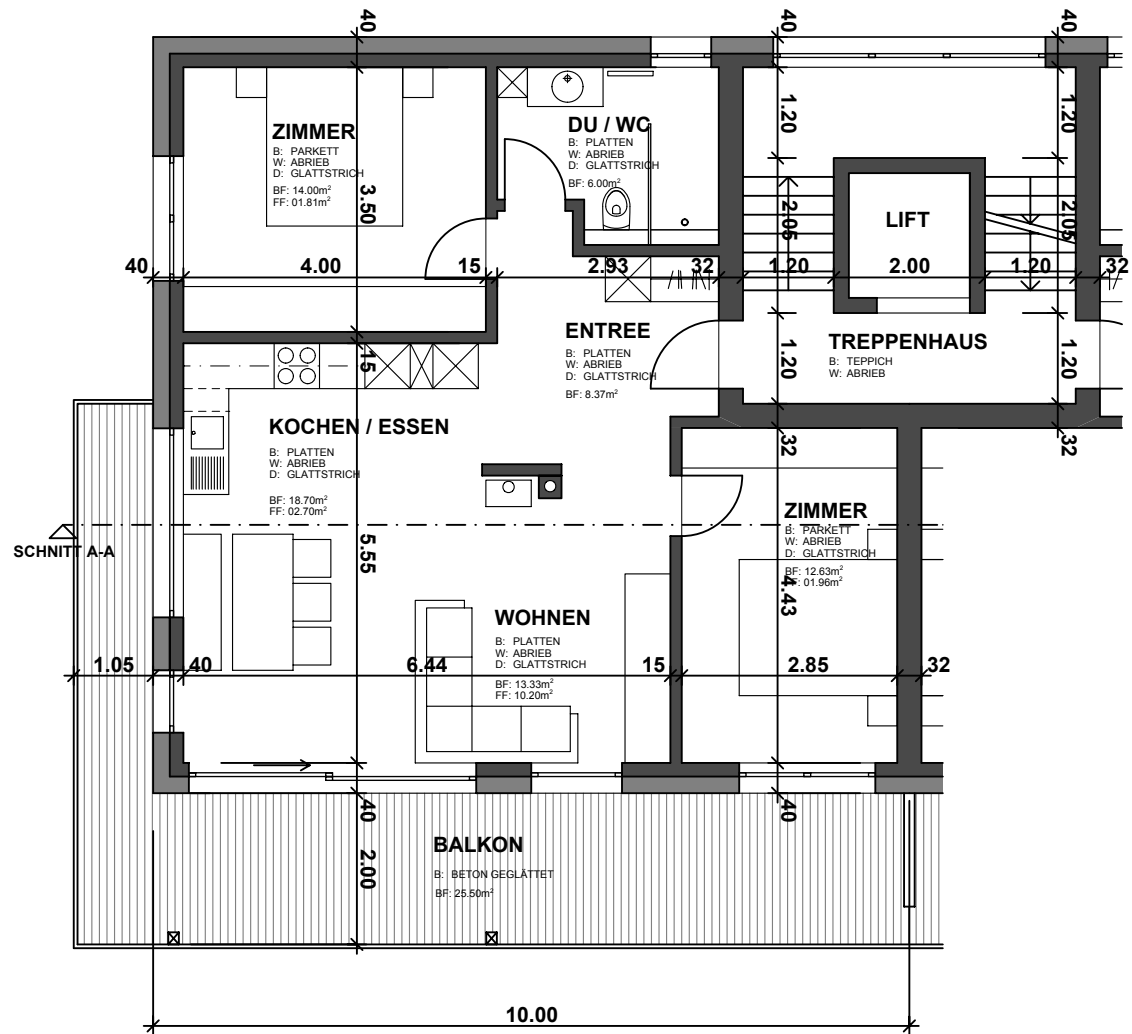 40
40
40
ZIMMER
B: PARKETT
W: ABRIEB
D: GLATTSTRICH
BF: 14.00m²
FF: 01.81m²
3.50
DU / WC
B: PLATTEN
W: ABRIEB
D: GLATTSTRICH
BF: 6.00m²
1.20
1.20
2.05
2.05
LIFT
40
4.00
15
2.93
32
1.20
2.00
1.20
32
ENTREE
B: PLATTEN
W: ABRIEB
D: GLATTSTRICH
BF: 8.37m²
TREPPENHAUS
B: TEPPICH
W: ABRIEB
1.20
1.20
15
KOCHEN / ESSEN
B: PLATTEN
W: ABRIEB
D: GLATTSTRICH
BF: 18.70m²
FF: 02.70m²
32
32
SCHNITT A-A
5.55
ZIMMER
B: PARKETT
W: ABRIEB
D: GLATTSTRICH
BF: 12.63m²
FF: 01.96m²
4.43
WOHNEN
B: PLATTEN
W: ABRIEB
D: GLATTSTRICH
BF: 13.33m²
FF: 10.20m²
1.05
40
6.44
15
2.85
32
40
40
2.00
BALKON
B: BETON GEGLÄTTET
BF: 25.50m²
10.00